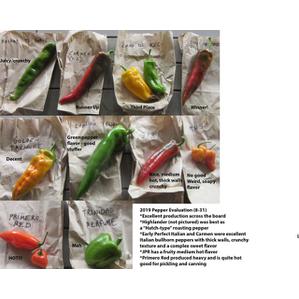 Juicy/crunchy
Runner Up
Third Place
Winner!
Decent
Green pepper
flavor - good
stuffer
Nice, medium
hot, thick walls
crunchy
No good
Weird, soapy
flavor
PRIMERO
RED
HOT!!!
TRINIDAD
PERFUME
Meh
2019 Pepper Evaluation (8-31)
*Excellent production across the board
*Highlander (not pictured) was best as
a "Hatch-type" roasting pepper
*Early Perfect Italian and Carmen were excellent
Italian bullhorn peppers with thick walls, crunchy
texture and a complex sweet flavor
*JPR has a fruity medium hot flavor
*Primero Red produced heavy and is quite hot
good for pickling and canning